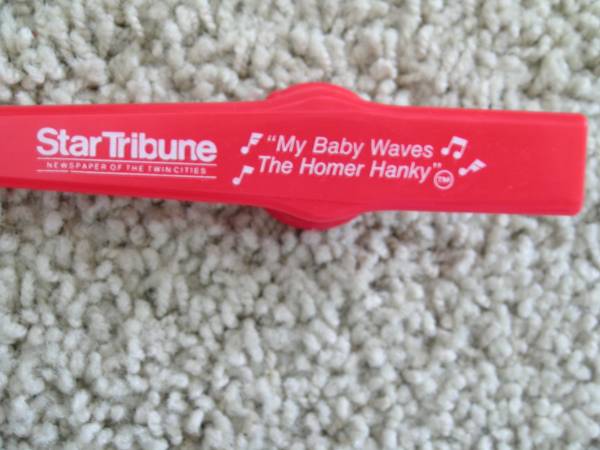 StarTribune
NEWSPAPER OF THE TWIN CITIES
"My Baby Waves
The Homer Hanky"
TM